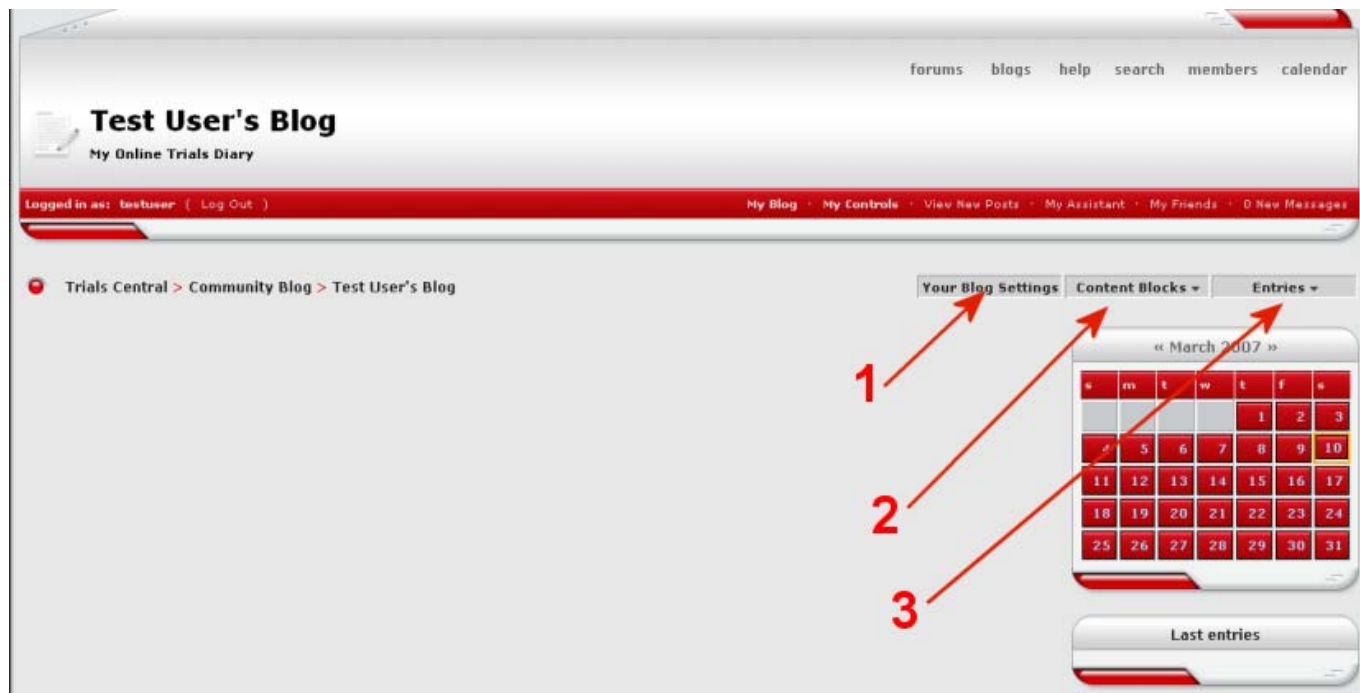 forums blogs help search members calendar
Test User's Blog
My Online Trials Diary
Logged in as: testuser ( Log Out )
My Blog · My Controls · View New Posts · My Assistant · My Friends · 0 New Messages
Trials Central > Community Blog > Test User's Blog
Your Blog Settings Content Blocks Entries
1
2
3
« March 2007 »
s m t w t f s
1 2 3
4 5 6 7 8 9 10
11 12 13 14 15 16 17
18 19 20 21 22 23 24
25 26 27 28 29 30 31
Last entries